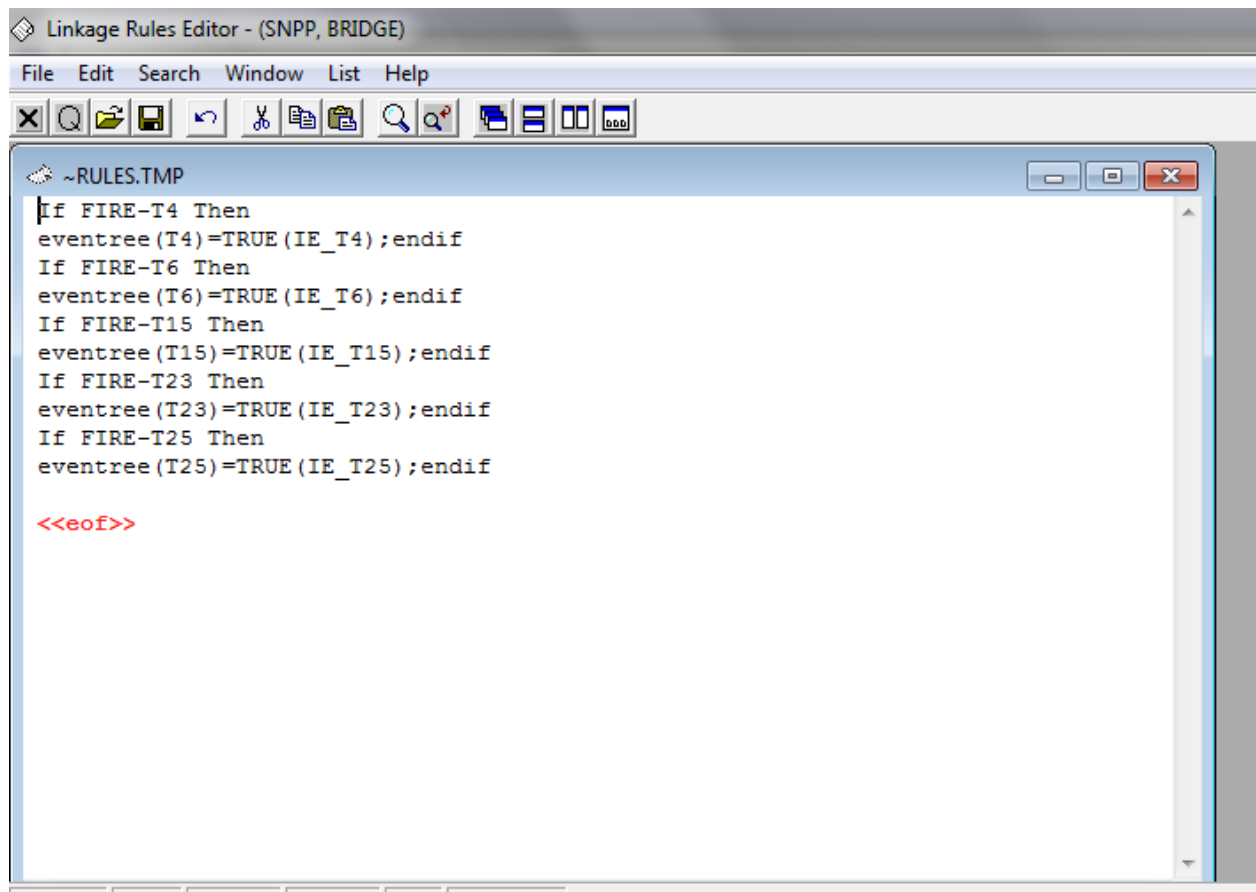 Linkage Rules Editor - (SNPP, BRIDGE)
File Edit Search Window List Help
~RULES.TMP
If FIRE-T4 Then
eventree(T4)=TRUE(IE_T4);endif
If FIRE-T6 Then
eventree(T6)=TRUE(IE_T6);endif
If FIRE-T15 Then
eventree(T15)=TRUE(IE_T15);endif
If FIRE-T23 Then
eventree(T23)=TRUE(IE_T23);endif
If FIRE-T25 Then
eventree(T25)=TRUE(IE_T25);endif
<<eof>>